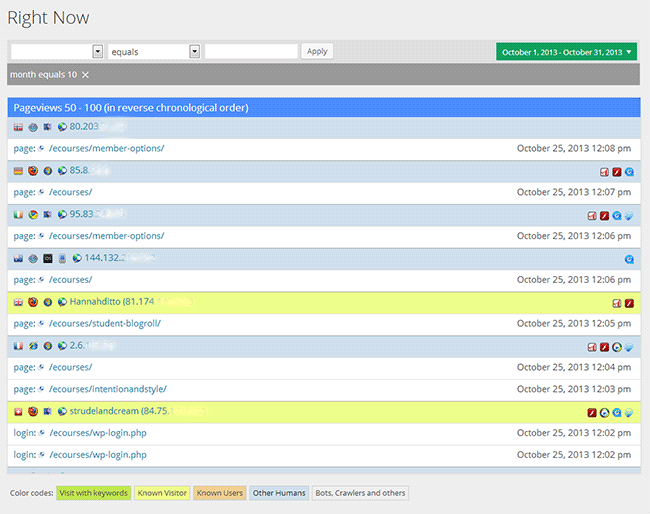 Right Now
equals Apply October 1, 2013 - October 31, 2013
month equals 10
Pageviews 50 - 100 (in reverse chronological order)
80.203
page: /ecourses/member-options/ October 25, 2013 12:08 pm
85.8.
page: /ecourses/ October 25, 2013 12:07 pm
95.83
page: /ecourses/member-options/ October 25, 2013 12:06 pm
144.132.
page: /ecourses/ October 25, 2013 12:06 pm
Hannahditto (81.174
page: /ecourses/student-blogroll/ October 25, 2013 12:05 pm
2.6.
page: /ecourses/ October 25, 2013 12:04 pm
page: /ecourses/intentionandstyle/ October 25, 2013 12:03 pm
strudelandcream (84.75.
login: /ecourses/wp-login.php October 25, 2013 12:02 pm
login: /ecourses/wp-login.php October 25, 2013 12:02 pm
Color codes: Visit with keywords Known Visitor Known Users Other Humans Bots, Crawlers and others